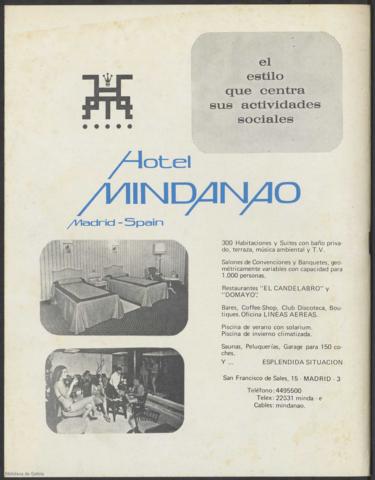 el
estilo
que centra
sus actividades
sociales
Hotel
MINDANAO
Madrid-Spain
300 Habitaciones y Suites con baño priva-
do, terraza, música ambiental y T.V.
Salones de Convenciones y Banquetes, geo-
métricamente variables con capacidad para
1.000 personas.
Restaurantes "EL CANDELABRO" y
"DOMAYO".
Bares, Coffee-Shop, Club Discoteca, Bou-
tiques. Oficina LINEAS AEREAS.
Piscina de verano con solarium.
Piscina de invierno climatizada.
Saunas, Peluquerías, Garage para 150 co-
ches.
Y ... ESPLENDIDA SITUACION
San Francisco de Sales, 15 - MADRID - 3
Teléfono: 4495500
Telex: 22531 minda - e
Cables: mindanao.
Biblioteca de Galicia